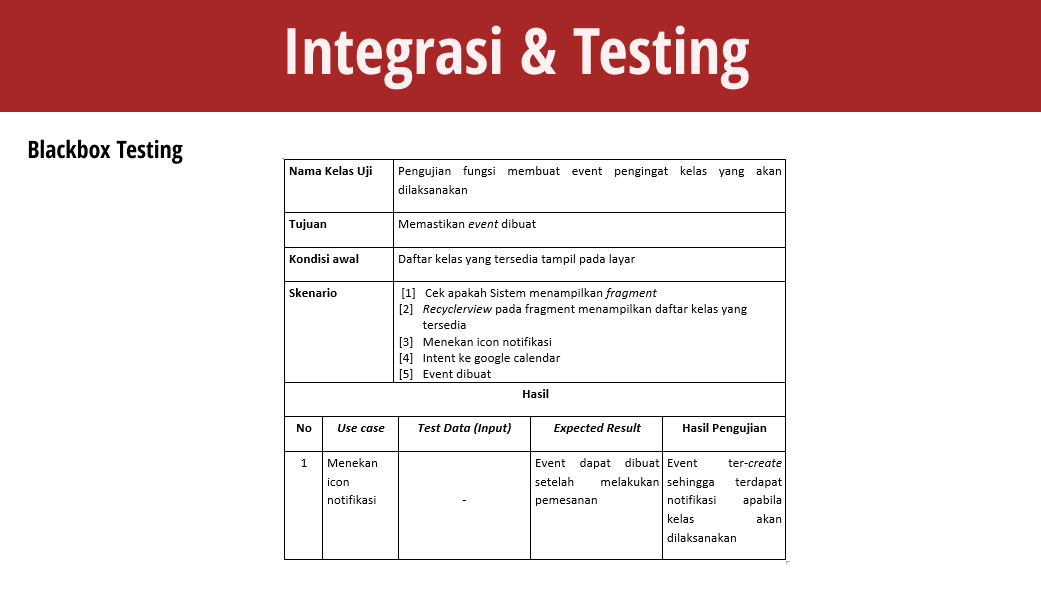 Integrasi & Testing
Blackbox Testing
Nama Kelas Uji
Pengujian fungsi membuat event pengingat kelas yang akan
dilaksanakan
Tujuan
Memastikan event dibuat
Kondisi awal
Daftar kelas yang tersedia tampil pada layar
Skenario
[1] Cek apakah Sistem menampilkan fragment
[2] Recyclerview pada fragment menampilkan daftar kelas yang
tersedia
[3] Menekan icon notifikasi
[4] Intent ke google calendar
[5] Event dibuat
Hasil
No
Use case
Test Data (Input)
Expected Result
Hasil Pengujian
1
Menekan
icon
notifikasi
-
Event dapat dibuat
setelah melakukan
pemesanan
Event ter-create
sehingga terdapat
notifikasi apabila
kelas akan
dilaksanakan